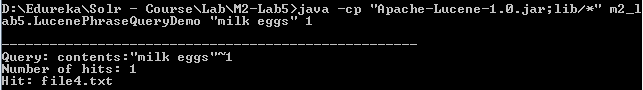 D:\Edureka\Solr - Course\Lab\M2-Lab5>java -cp "Apache-Lucene-1.0.jar;lib/*" m2_l
ab5.LucenePhraseQueryDemo "milk eggs" 1
----------------------------------------------------
Query: contents:"milk eggs"~1
Number of hits: 1
Hit: file4.txt